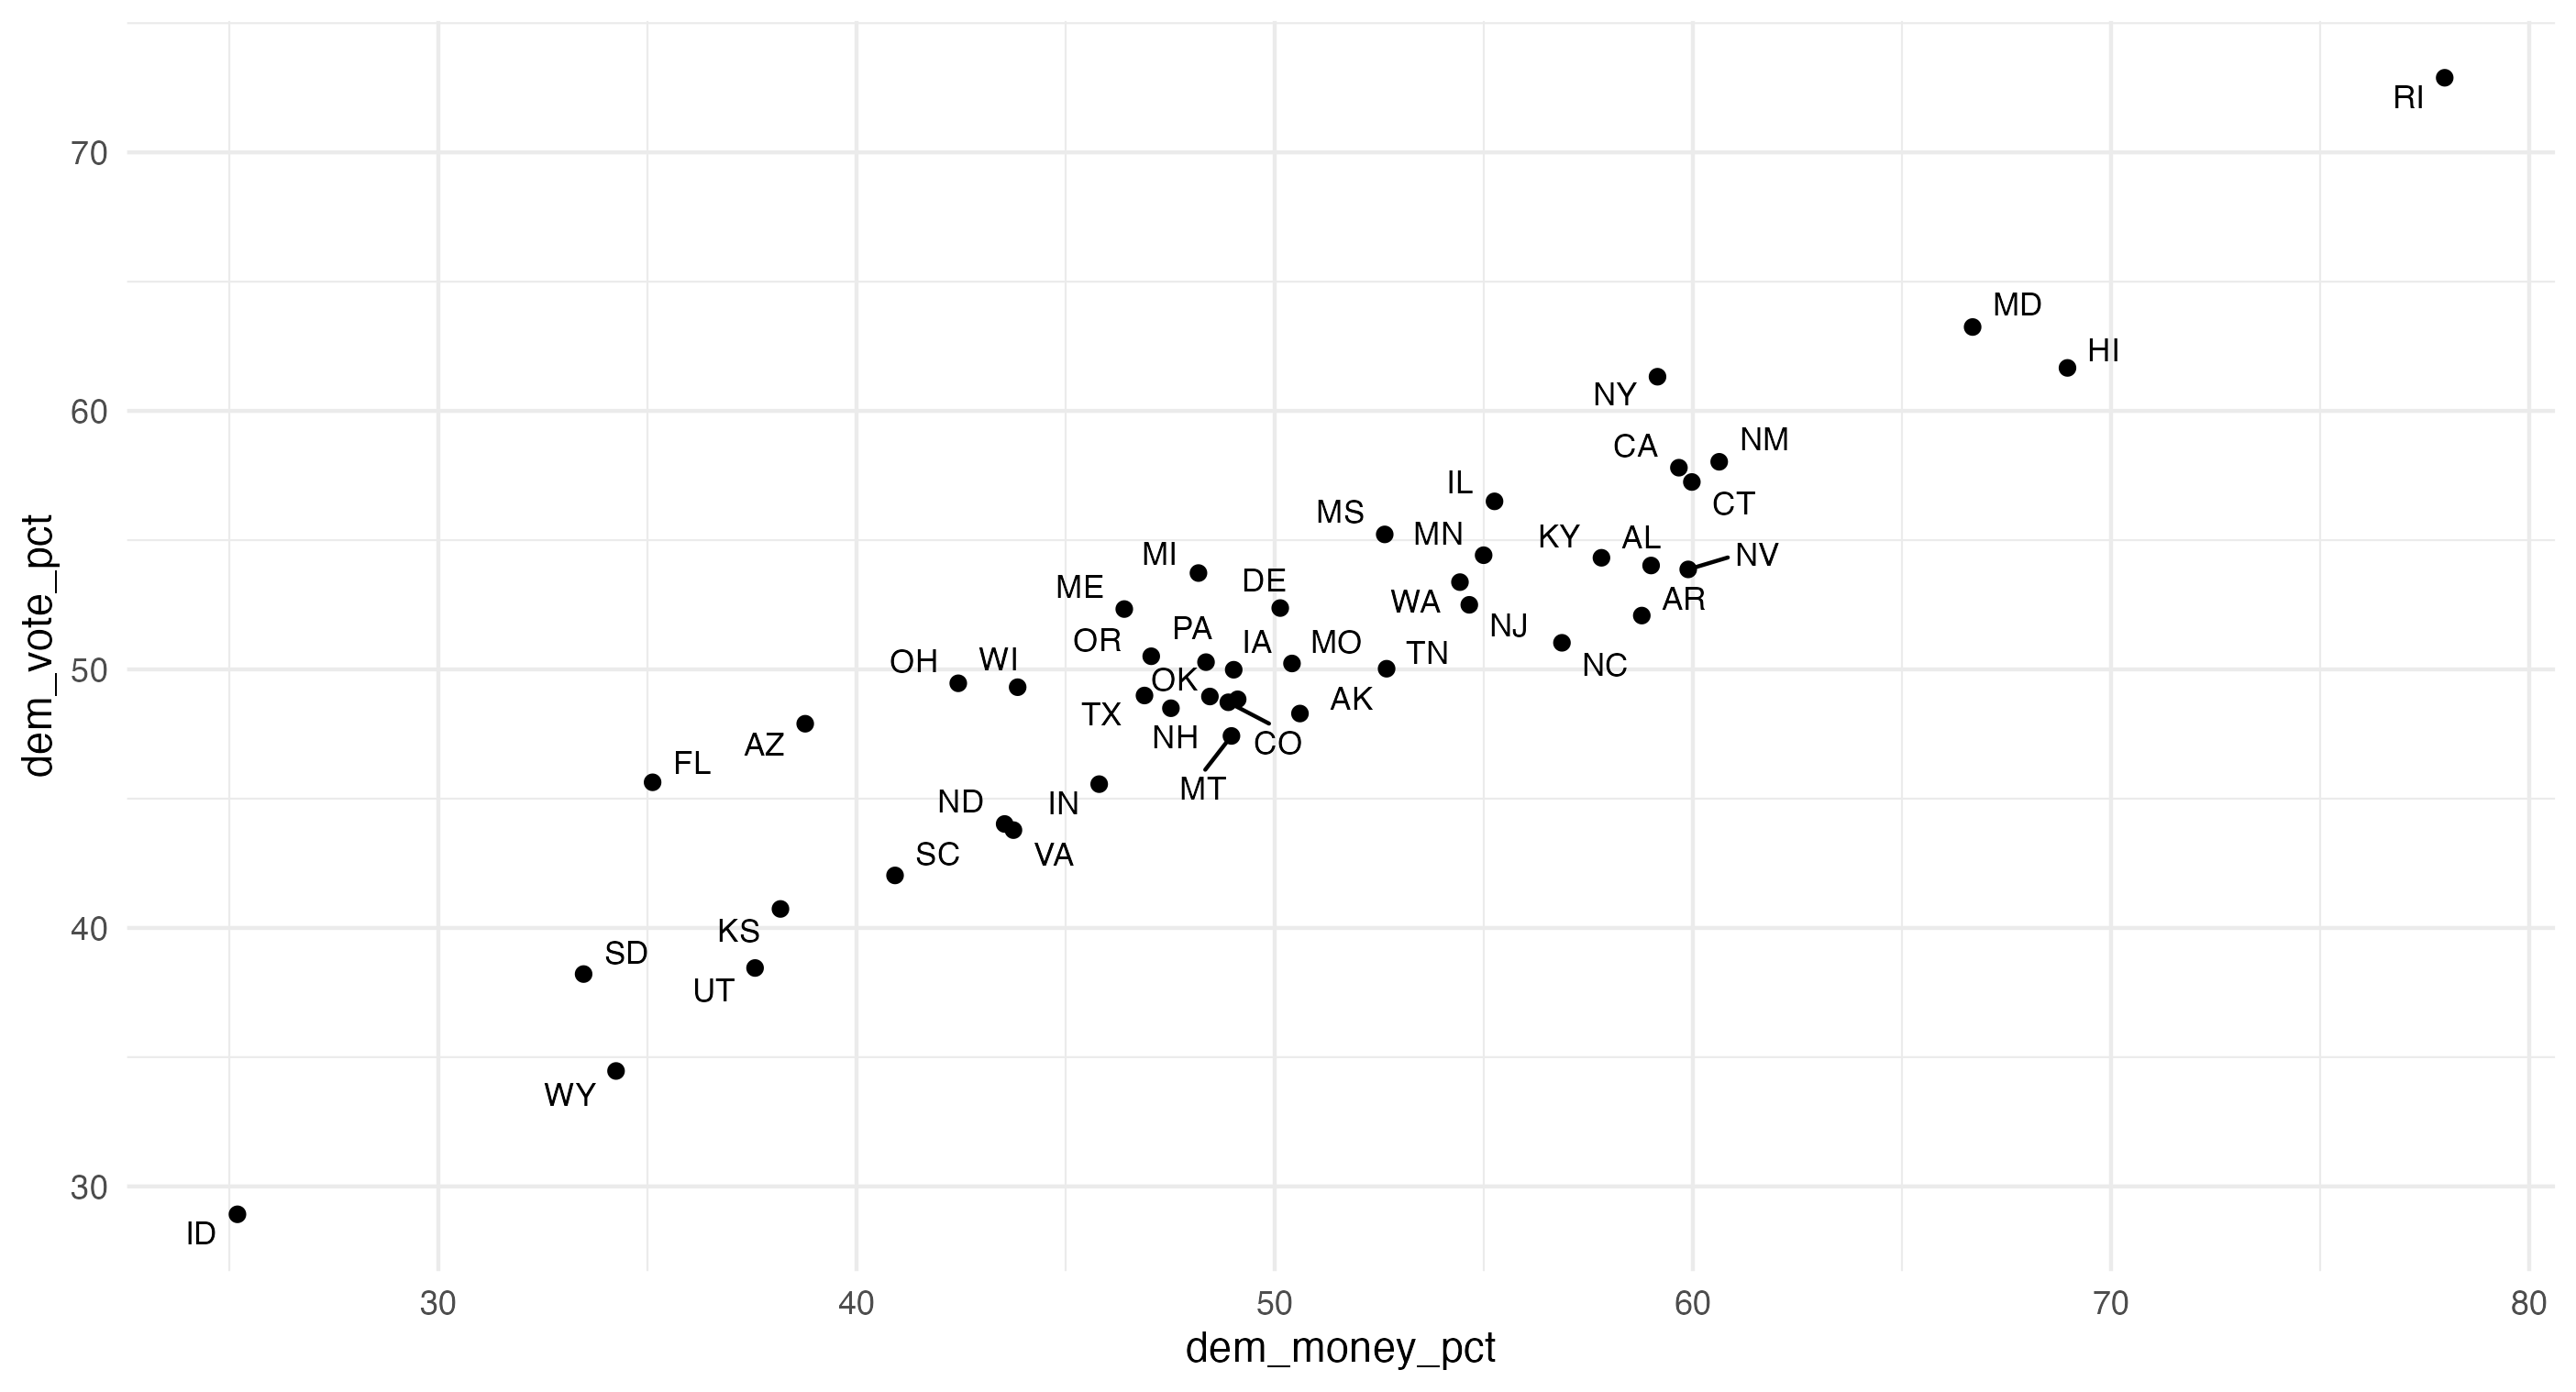 dem_vote_pct
70
60
50
40
30
RI
MD
HI
NY
CA
NM
IL
CT
MS
MN
KY
AL
NV
MI
DE
ME
WA
AR
PA
NJ
OR
IA
MO
TN
NC
OH
WI
OK
AK
TX
NH
CO
AZ
FL
MT
ND
IN
SC
VA
KS
SD
UT
WY
ID
30
40
50
60
70
80
dem_money_pct